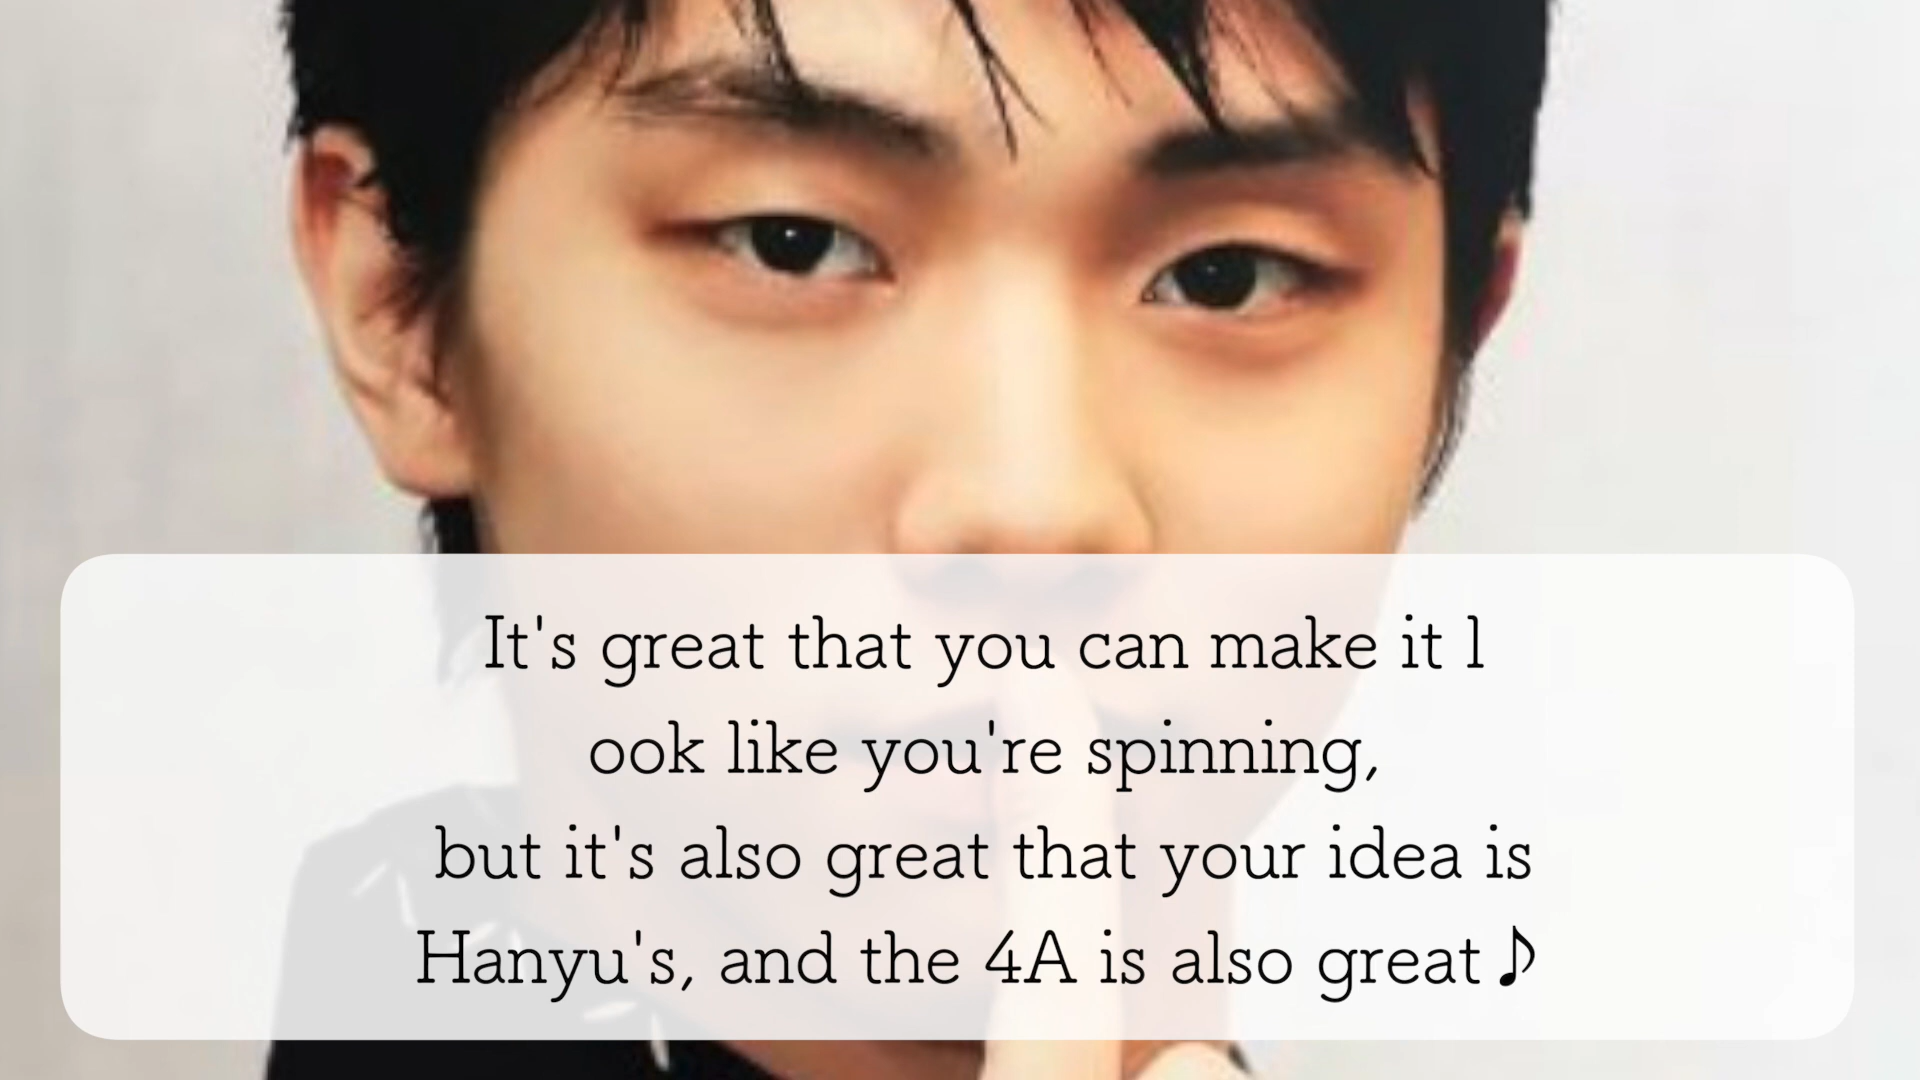 It's great that you can make it l
ook like you're spinning,
but it's also great that your idea is
Hanyu's, and the 4A is also great♪